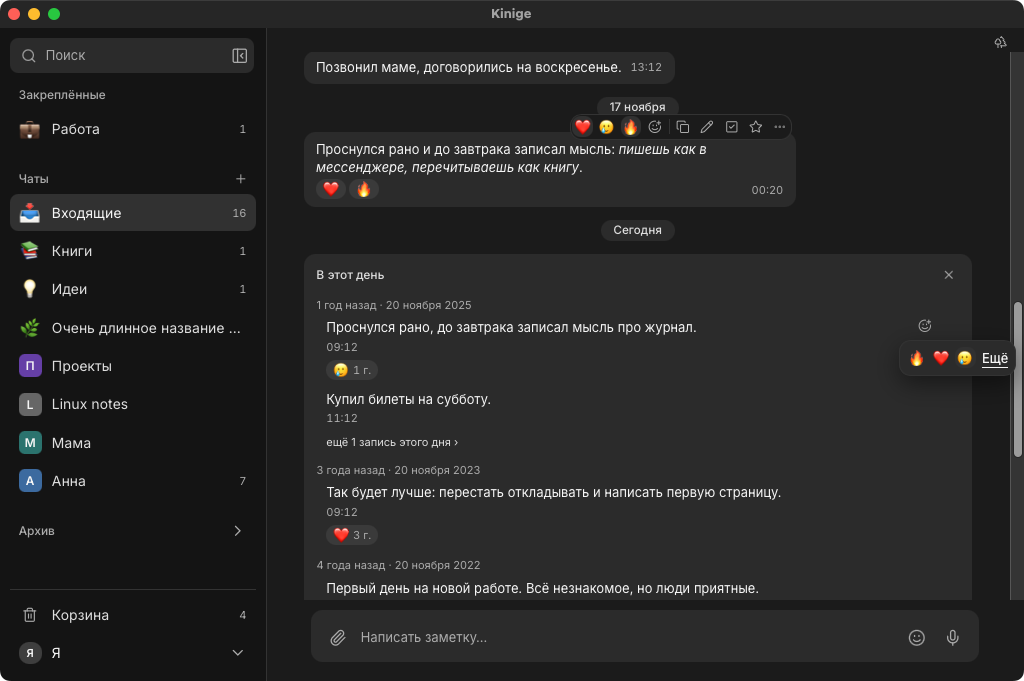 Kinige
Поиск
Закреплённые
Работа 1
Чаты
Входящие 16
Книги 1
Идеи 1
Очень длинное название ...
П Проекты
L Linux notes
М Мама
А Анна 7
Архив
Корзина 4
Я Я
Позвонил маме, договорились на воскресенье. 13:12
17 ноября
Проснулся рано и до завтрака записал мысль: пишешь как в
мессенджере, перечитываешь как книгу.
00:20
Сегодня
В этот день
1 год назад · 20 ноября 2025
Проснулся рано, до завтрака записал мысль про журнал.
09:12
1 г.
Ещё
Купил билеты на субботу.
11:12
ещё 1 запись этого дня ›
3 года назад · 20 ноября 2023
Так будет лучше: перестать откладывать и написать первую страницу.
09:12
3 г.
4 года назад · 20 ноября 2022
Первый день на новой работе. Всё незнакомое, но люди приятные.
Написать заметку...